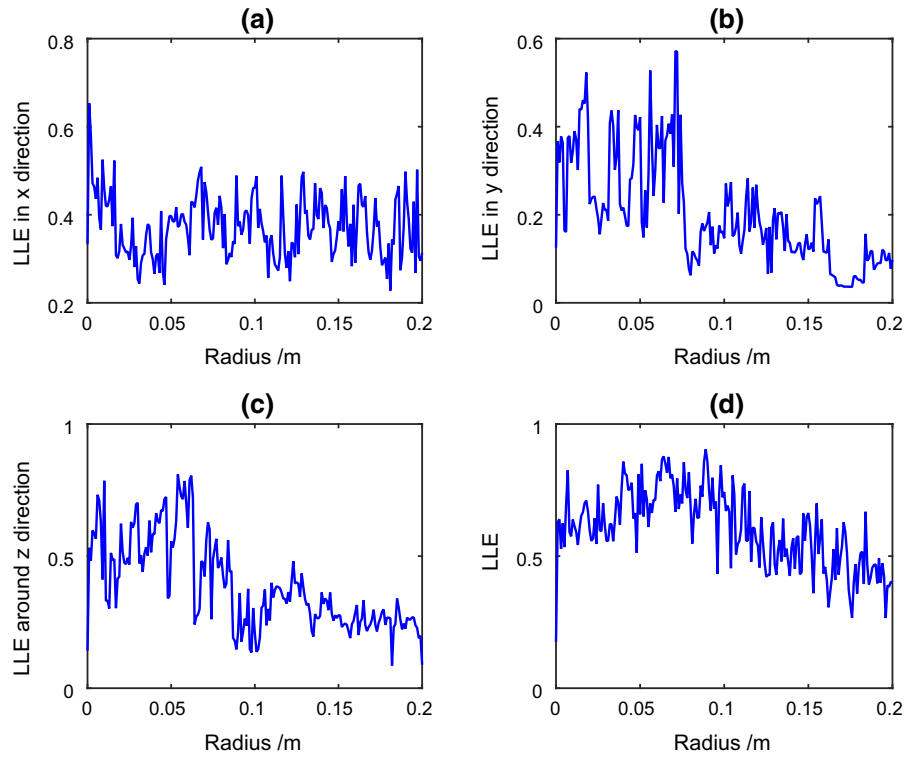 (a)
0.8
0.6
0.4
0.2
LLE in x direction
0 0.05 0.1 0.15 0.2
Radius /m
(b)
0.6
0.4
0.2
0
LLE in y direction
0 0.05 0.1 0.15 0.2
Radius /m
(c)
1
0.5
0
LLE around z direction
0 0.05 0.1 0.15 0.2
Radius /m
(d)
1
0.5
0
LLE
0 0.05 0.1 0.15 0.2
Radius /m